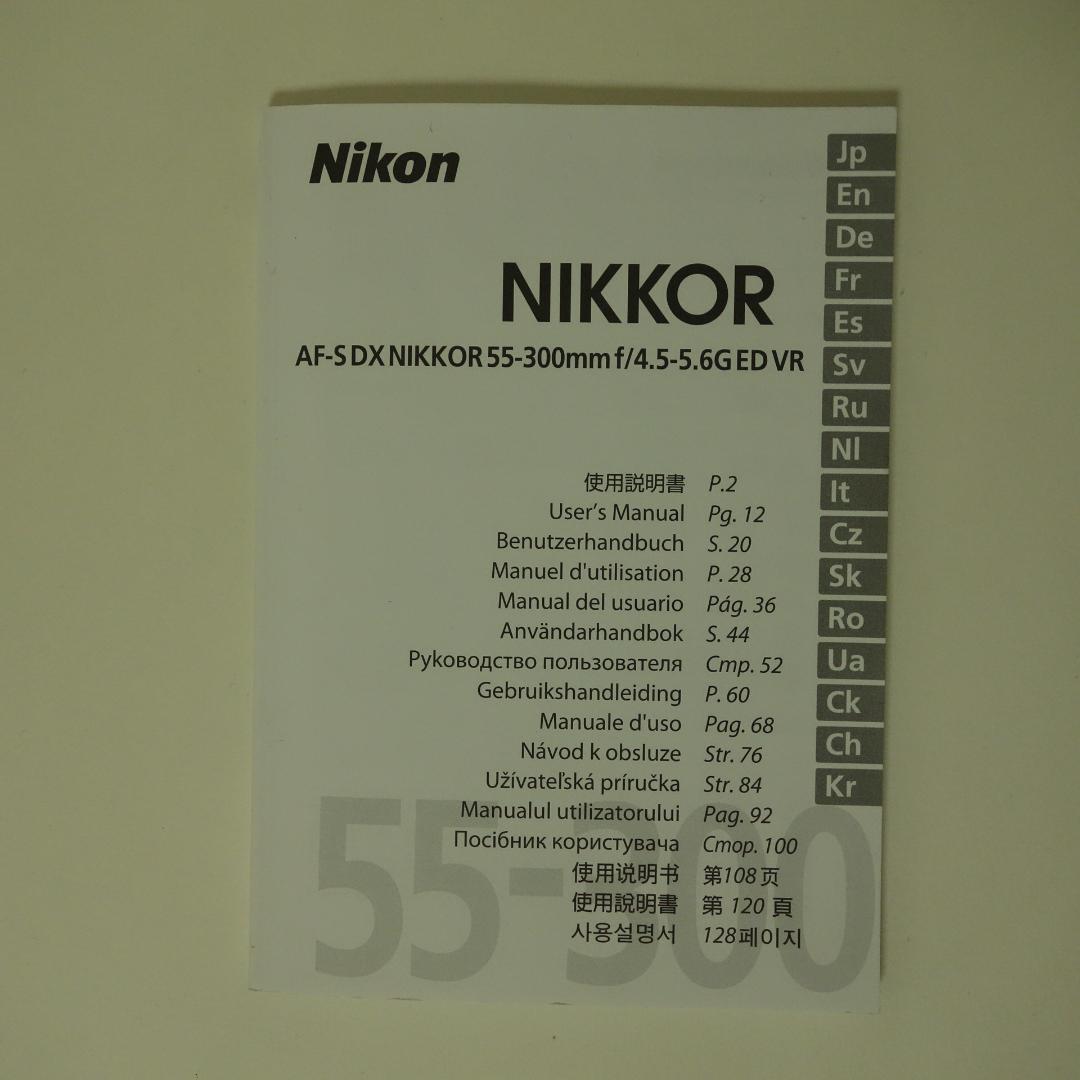 Nikon
NIKKOR
AF-S DX NIKKOR 55-300mm f/4.5-5.6G ED VR
Jp
En
De
Fr
Es
Sv
Ru
Nl
It
Cz
Sk
Ro
Ua
Ck
Ch
Kr
使用説明書 P.2
User's Manual Pg. 12
Benutzerhandbuch S. 20
Manuel d'utilisation P. 28
Manual del usuario Pág. 36
Användarhandbok S. 44
Руководство пользователя Стр. 52
Gebruikshandleiding P. 60
Manuale d'uso Pag. 68
Návod k obsluze Str. 76
Užívateľská príručka Str. 84
Manualul utilizatorului Pag. 92
Посібник користувача Стор. 100
使用说明书 第108页
使用說明書 第 120 頁
사용설명서 128페이지
55-300